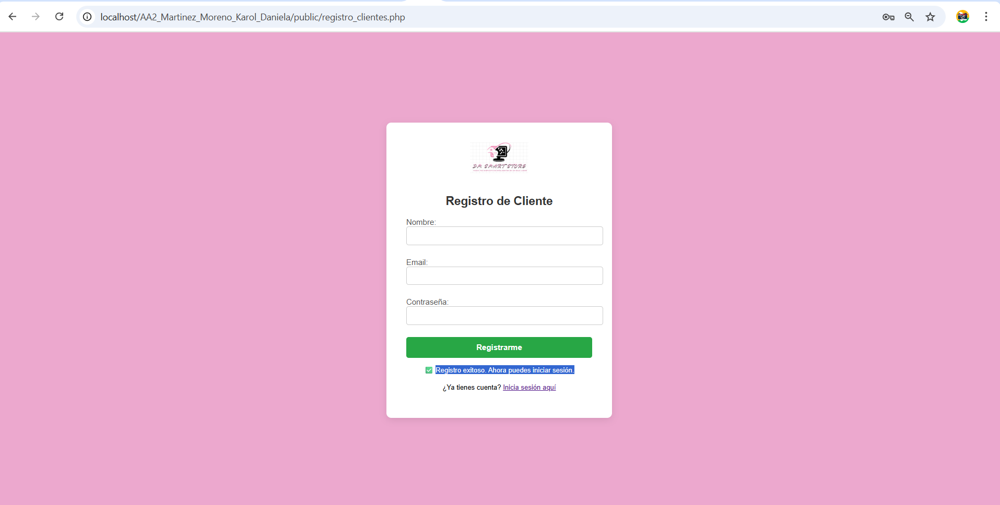 localhost/AA2_Martinez_Moreno_Karol_Daniela/public/registro_clientes.php
DM SMART STORE
Registro de Cliente
Nombre:
Email:
Contraseña:
Registrarme
✅ Registro exitoso. Ahora puedes iniciar sesión.
¿Ya tienes cuenta? Inicia sesión aquí